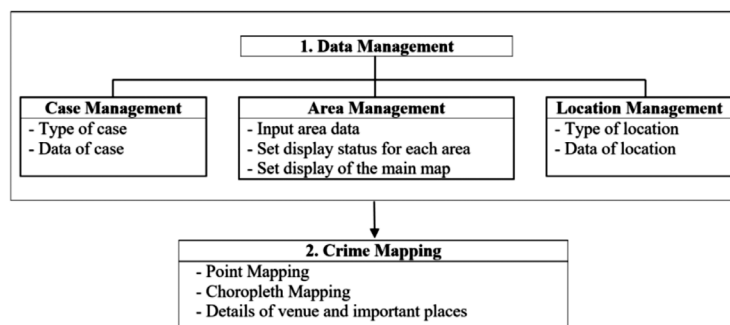 1. Data Management
Case Management
- Type of case
- Data of case
Area Management
- Input area data
- Set display status for each area
- Set display of the main map
Location Management
- Type of location
- Data of location
2. Crime Mapping
- Point Mapping
- Choropleth Mapping
- Details of venue and important places